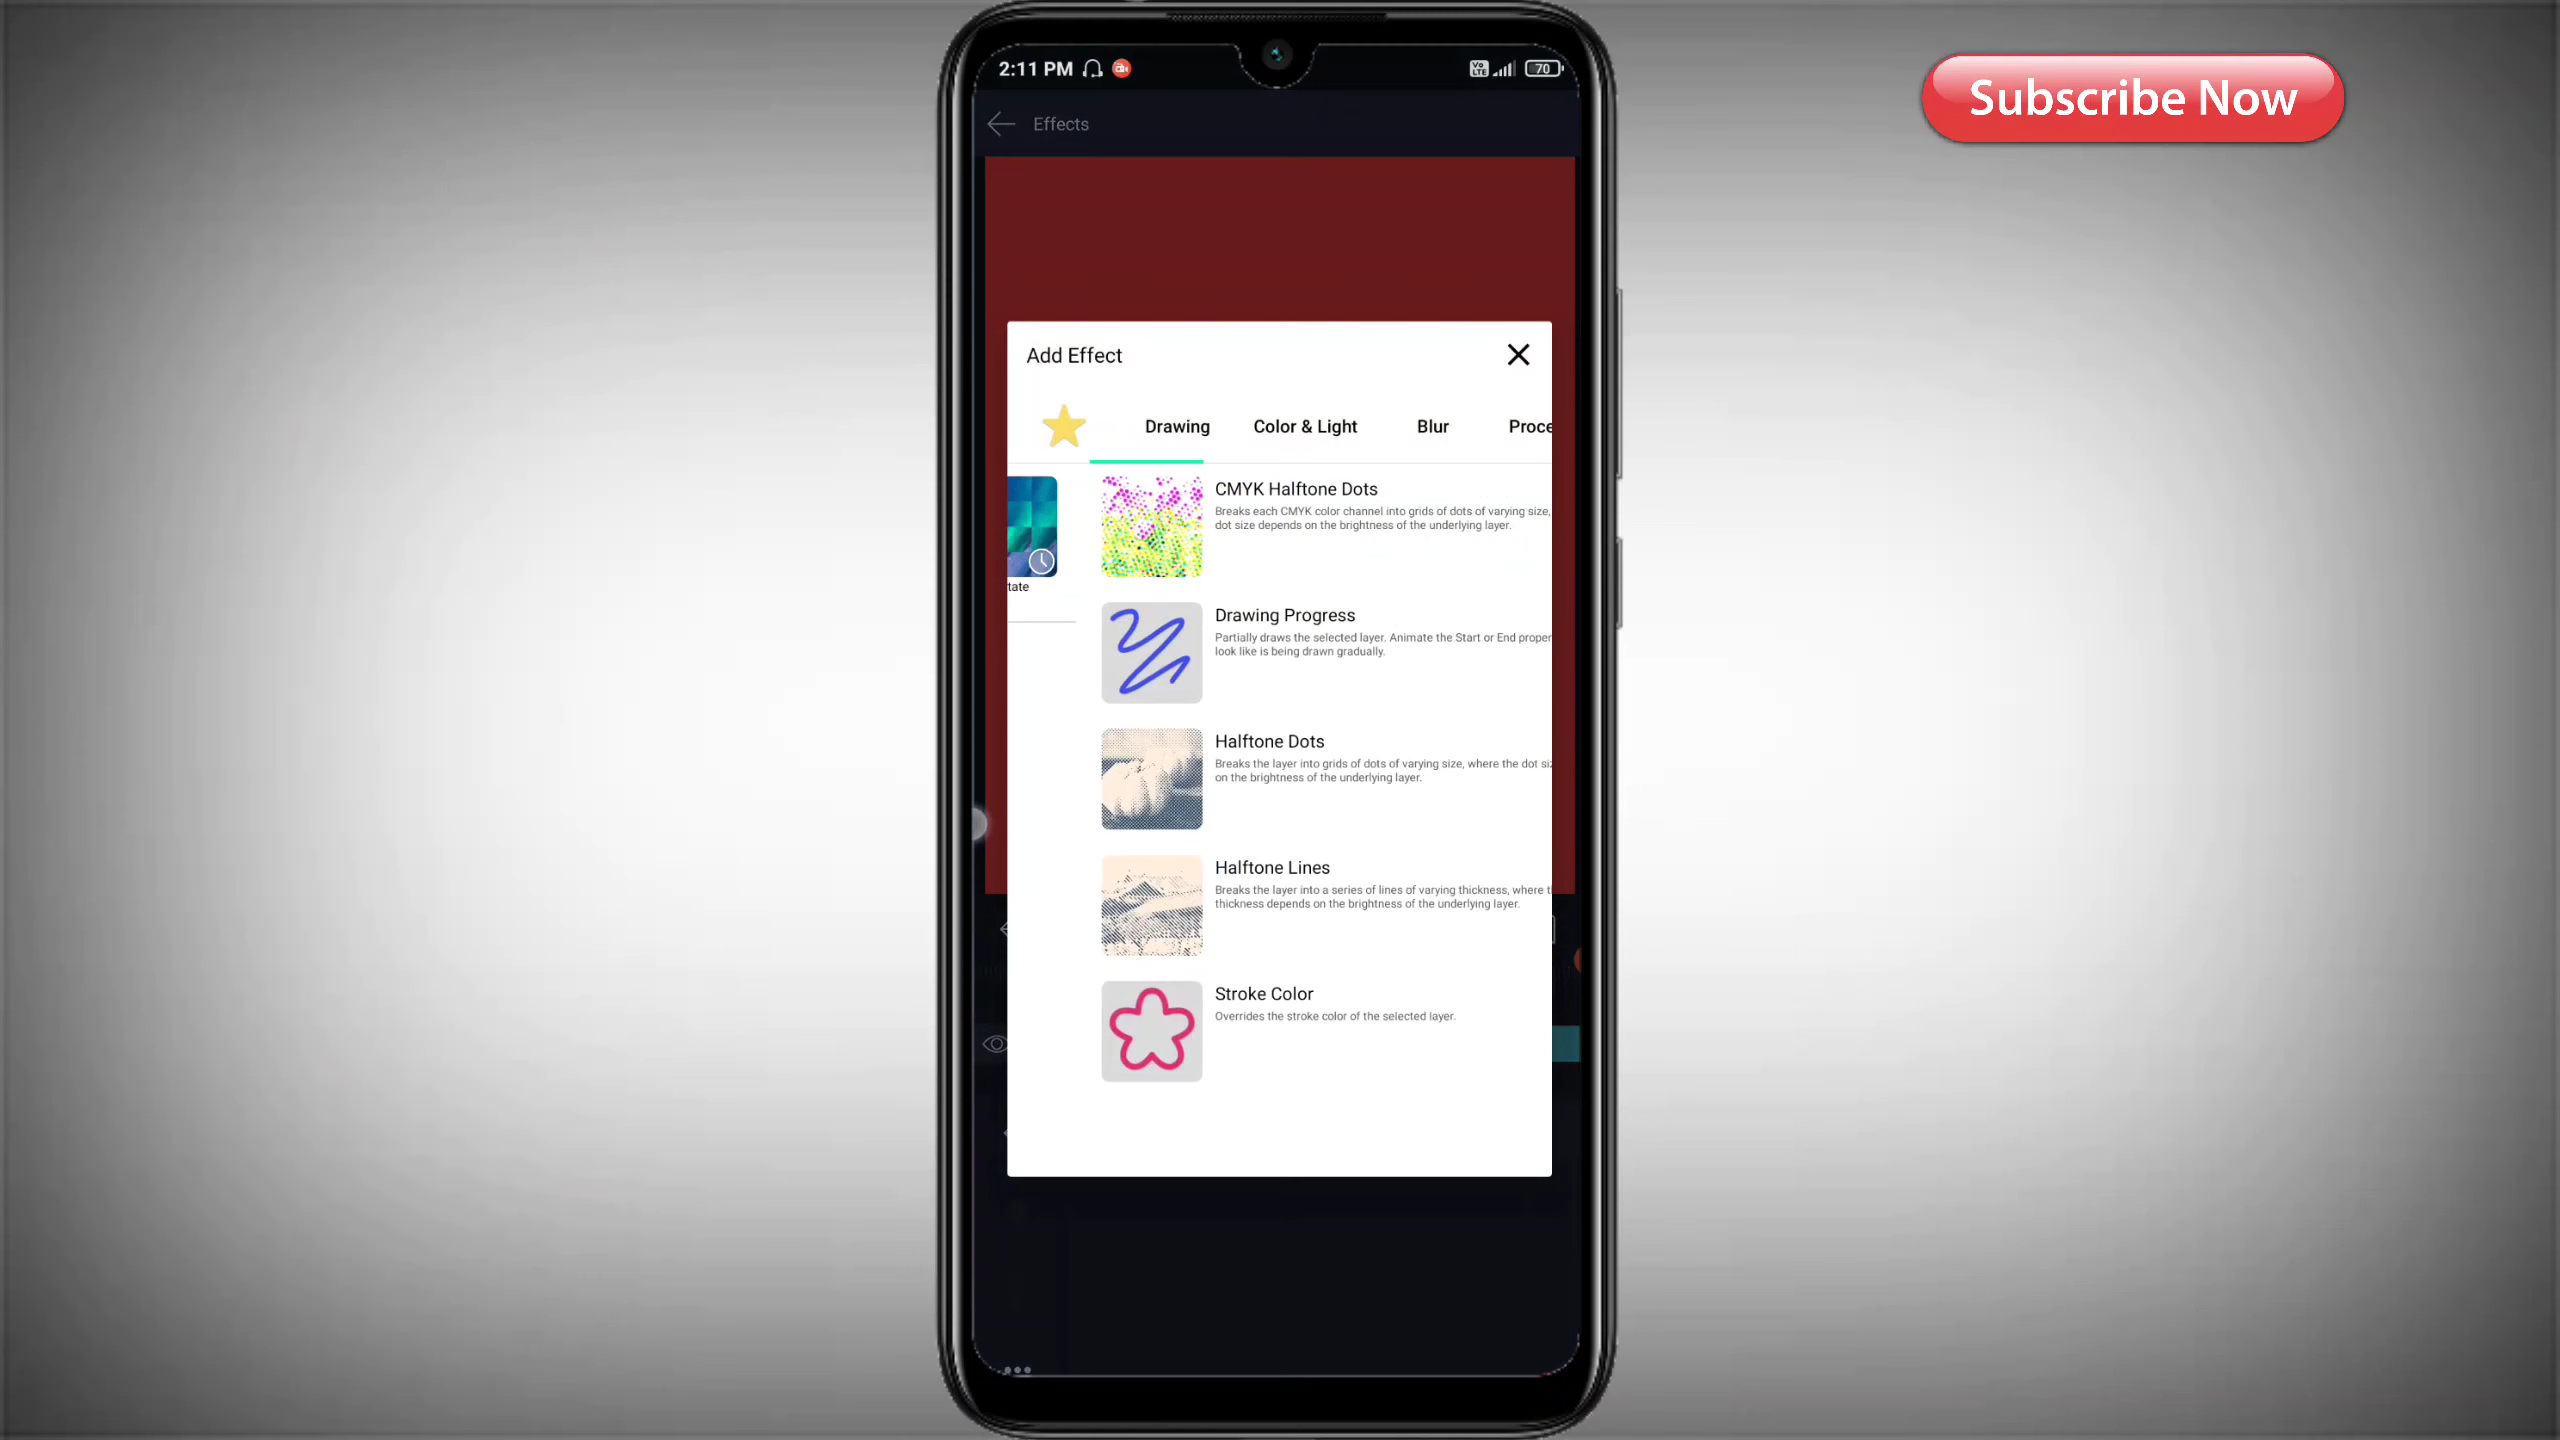 2:11 PM
Vo
LTE
70
Subscribe Now
Effects
Add Effect
Drawing
Color & Light
Blur
Proce
tate
CMYK Halftone Dots
Breaks each CMYK color channel into grids of dots of varying size,
dot size depends on the brightness of the underlying layer.
Drawing Progress
Partially draws the selected layer. Animate the Start or End proper
look like is being drawn gradually.
Halftone Dots
Breaks the layer into grids of dots of varying size, where the dot siz
on the brightness of the underlying layer.
Halftone Lines
Breaks the layer into a series of lines of varying thickness, where t
thickness depends on the brightness of the underlying layer.
Stroke Color
Overrides the stroke color of the selected layer.